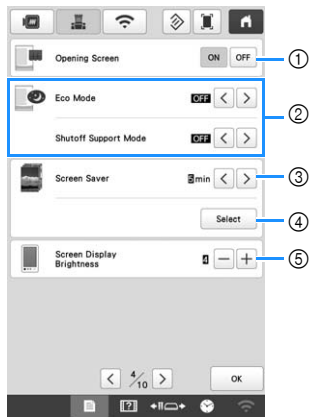 Opening Screen ON OFF ①
Eco Mode OFF < >
②
Shutoff Support Mode OFF < >
Screen Saver 5min < > ③
Select ④
Screen Display
Brightness 4 − + ⑤
< 4/10 > OK